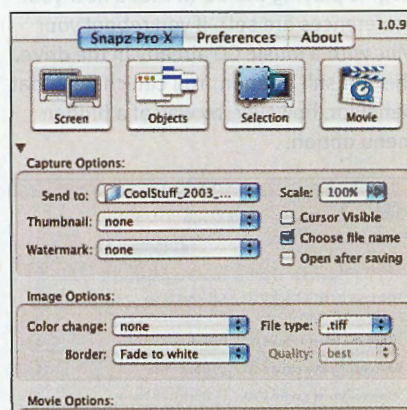 Snapz Pro X Preferences About 1.0.9
Screen Objects Selection Movie
Capture Options:
Send to: CoolStuff_2003_... Scale: 100%
Thumbnail: none Cursor Visible
Watermark: none Choose file name
Open after saving
Image Options:
Color change: none File type: .tiff
Border: Fade to white Quality: best
Movie Options: